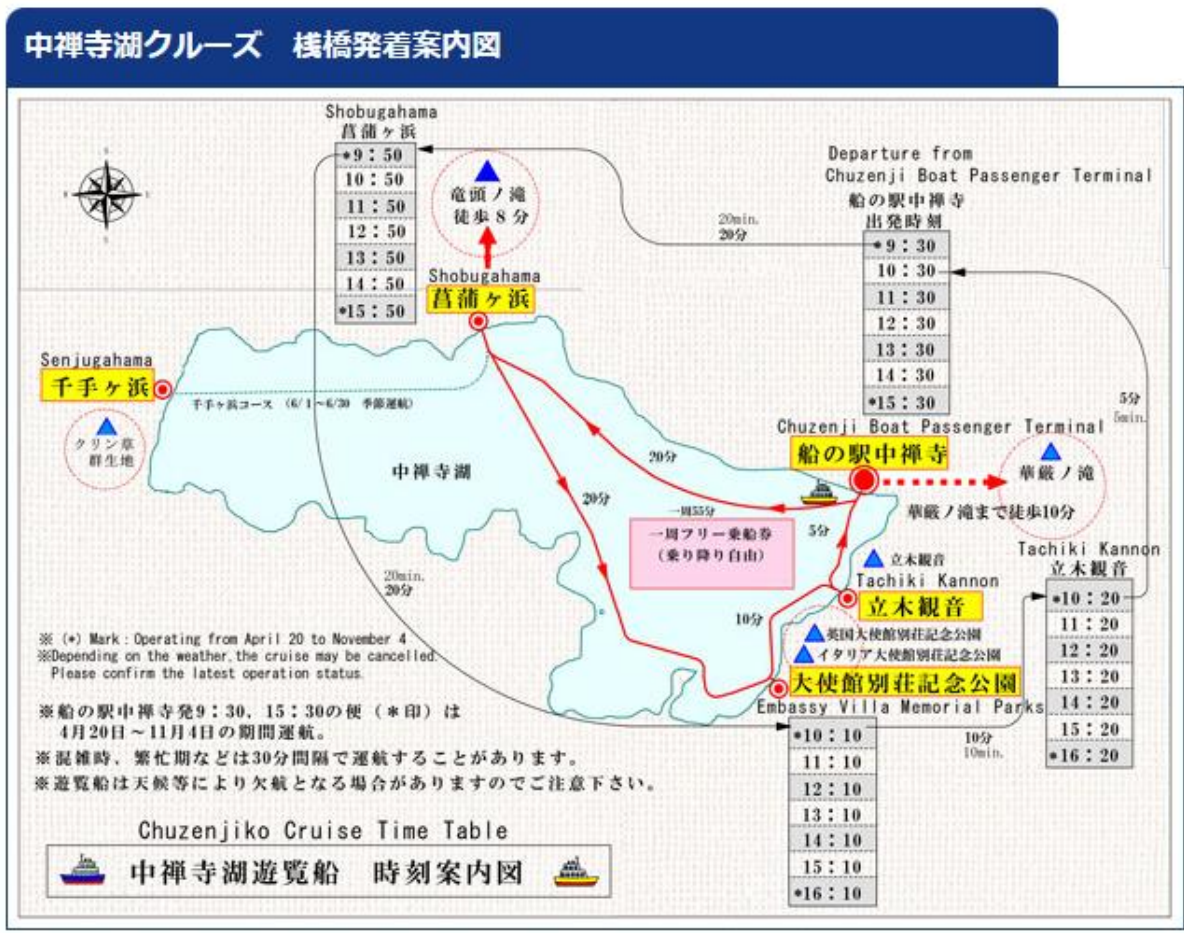 中禅寺湖クルーズ　桟橋発着案内図
Shobugahama
菖蒲ヶ浜
*9：50
10：50
11：50
12：50
13：50
14：50
*15：50
竜頭ノ滝
徒歩8分
Shobugahama
菖蒲ヶ浜
20min.
20分
Departure from
Chuzenji Boat Passenger Terminal
船の駅中禅寺
出発時刻
*9：30
10：30
11：30
12：30
13：30
14：30
*15：30
5分
5min.
Senjugahama
千手ヶ浜
クリン草
群生地
千手ヶ浜コース （6/1～6/30 季節運航）
中禅寺湖
20分
20分
一周55分
一周フリー乗船券
（乗り降り自由）
5分
10分
Chuzenji Boat Passenger Terminal
船の駅中禅寺
華厳ノ滝
華厳ノ滝まで徒歩10分
立木観音
Tachiki Kannon
立木観音
英国大使館別荘記念公園
イタリア大使館別荘記念公園
大使館別荘記念公園
Embassy Villa Memorial Parks
Tachiki Kannon
立木観音
*10：20
11：20
12：20
13：20
14：20
15：20
*16：20
20min.
20分
*10：10
11：10
12：10
13：10
14：10
15：10
*16：10
10分
10min.
※ (*) Mark：Operating from April 20 to November 4
※Depending on the weather,the cruise may be cancelled.
Please confirm the latest operation status.
※船の駅中禅寺発9：30、15：30の便（*印）は
4月20日～11月4日の期間運航。
※混雑時、繁忙期などは30分間隔で運航することがあります。
※遊覧船は天候等により欠航となる場合がありますのでご注意下さい。
Chuzenjiko Cruise Time Table
中禅寺湖遊覧船　時刻案内図